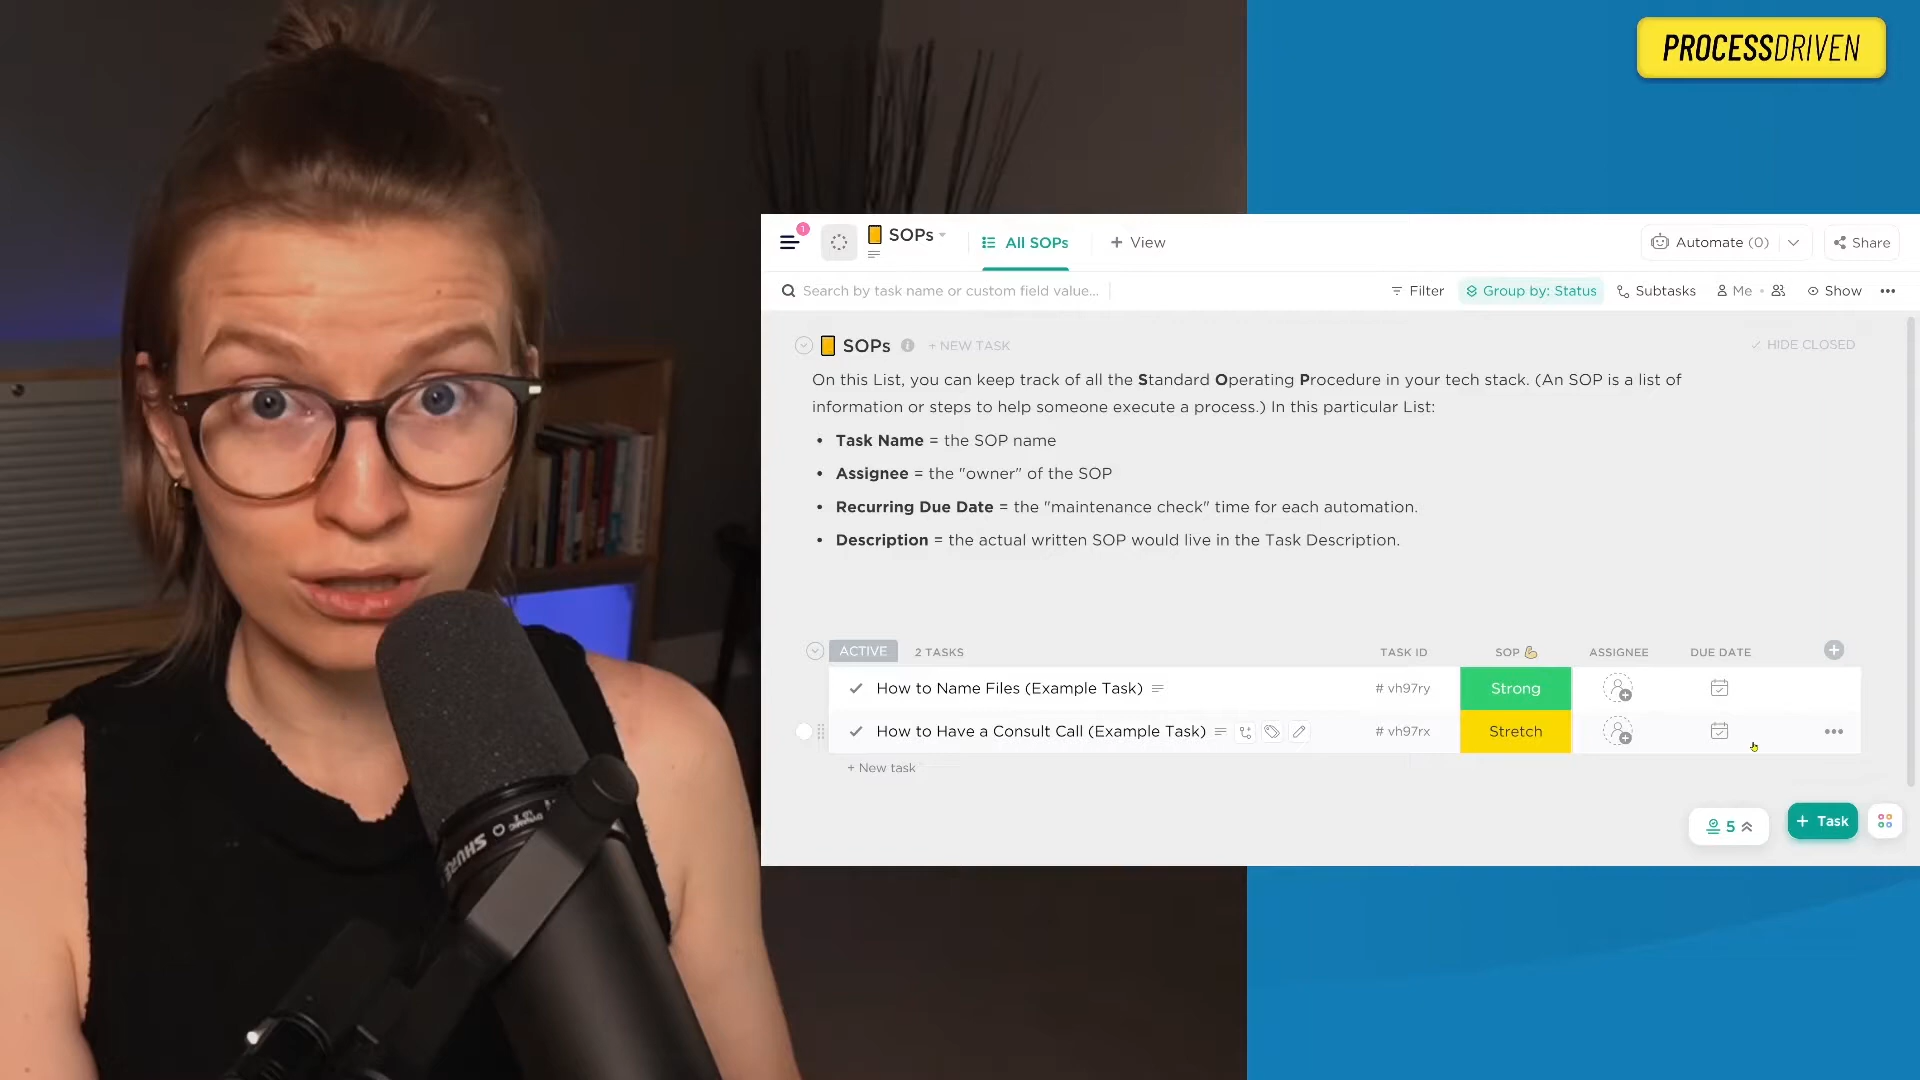 PROCESSDRIVEN
1
SOPs
All SOPs
+ View
Automate (0)
Share
Search by task name or custom field value...
Filter
Group by: Status
Subtasks
Me
Show
SOPs
+ NEW TASK
HIDE CLOSED
On this List, you can keep track of all the Standard Operating Procedure in your tech stack. (An SOP is a list of
information or steps to help someone execute a process.) In this particular List:
• Task Name = the SOP name
• Assignee = the "owner" of the SOP
• Recurring Due Date = the "maintenance check" time for each automation.
• Description = the actual written SOP would live in the Task Description.
ACTIVE
2 TASKS
TASK ID
SOP 💪
ASSIGNEE
DUE DATE
How to Name Files (Example Task)
# vh97ry
Strong
How to Have a Consult Call (Example Task)
# vh97rx
Stretch
+ New task
5
+ Task
SHURE
DYNAMIC